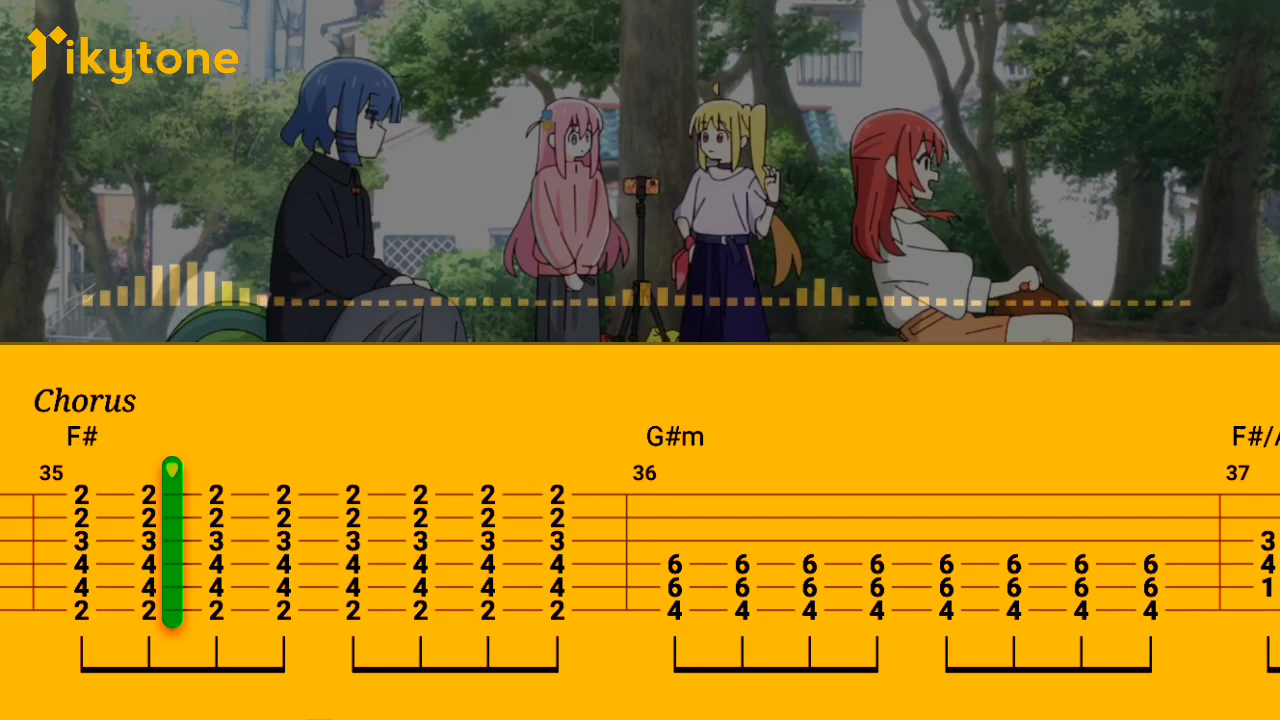 rikytone
Chorus
F# G#m F#/A
35 36 37
2 2 2 2 2 2 2 2
2 2 2 2 2 2 2 2
3 3 3 3 3 3 3 3 3
4 4 4 4 4 4 4 4 6 6 6 6 6 6 6 6 4
4 4 4 4 4 4 4 4 6 6 6 6 6 6 6 6 1
2 2 2 2 2 2 2 2 4 4 4 4 4 4 4 4